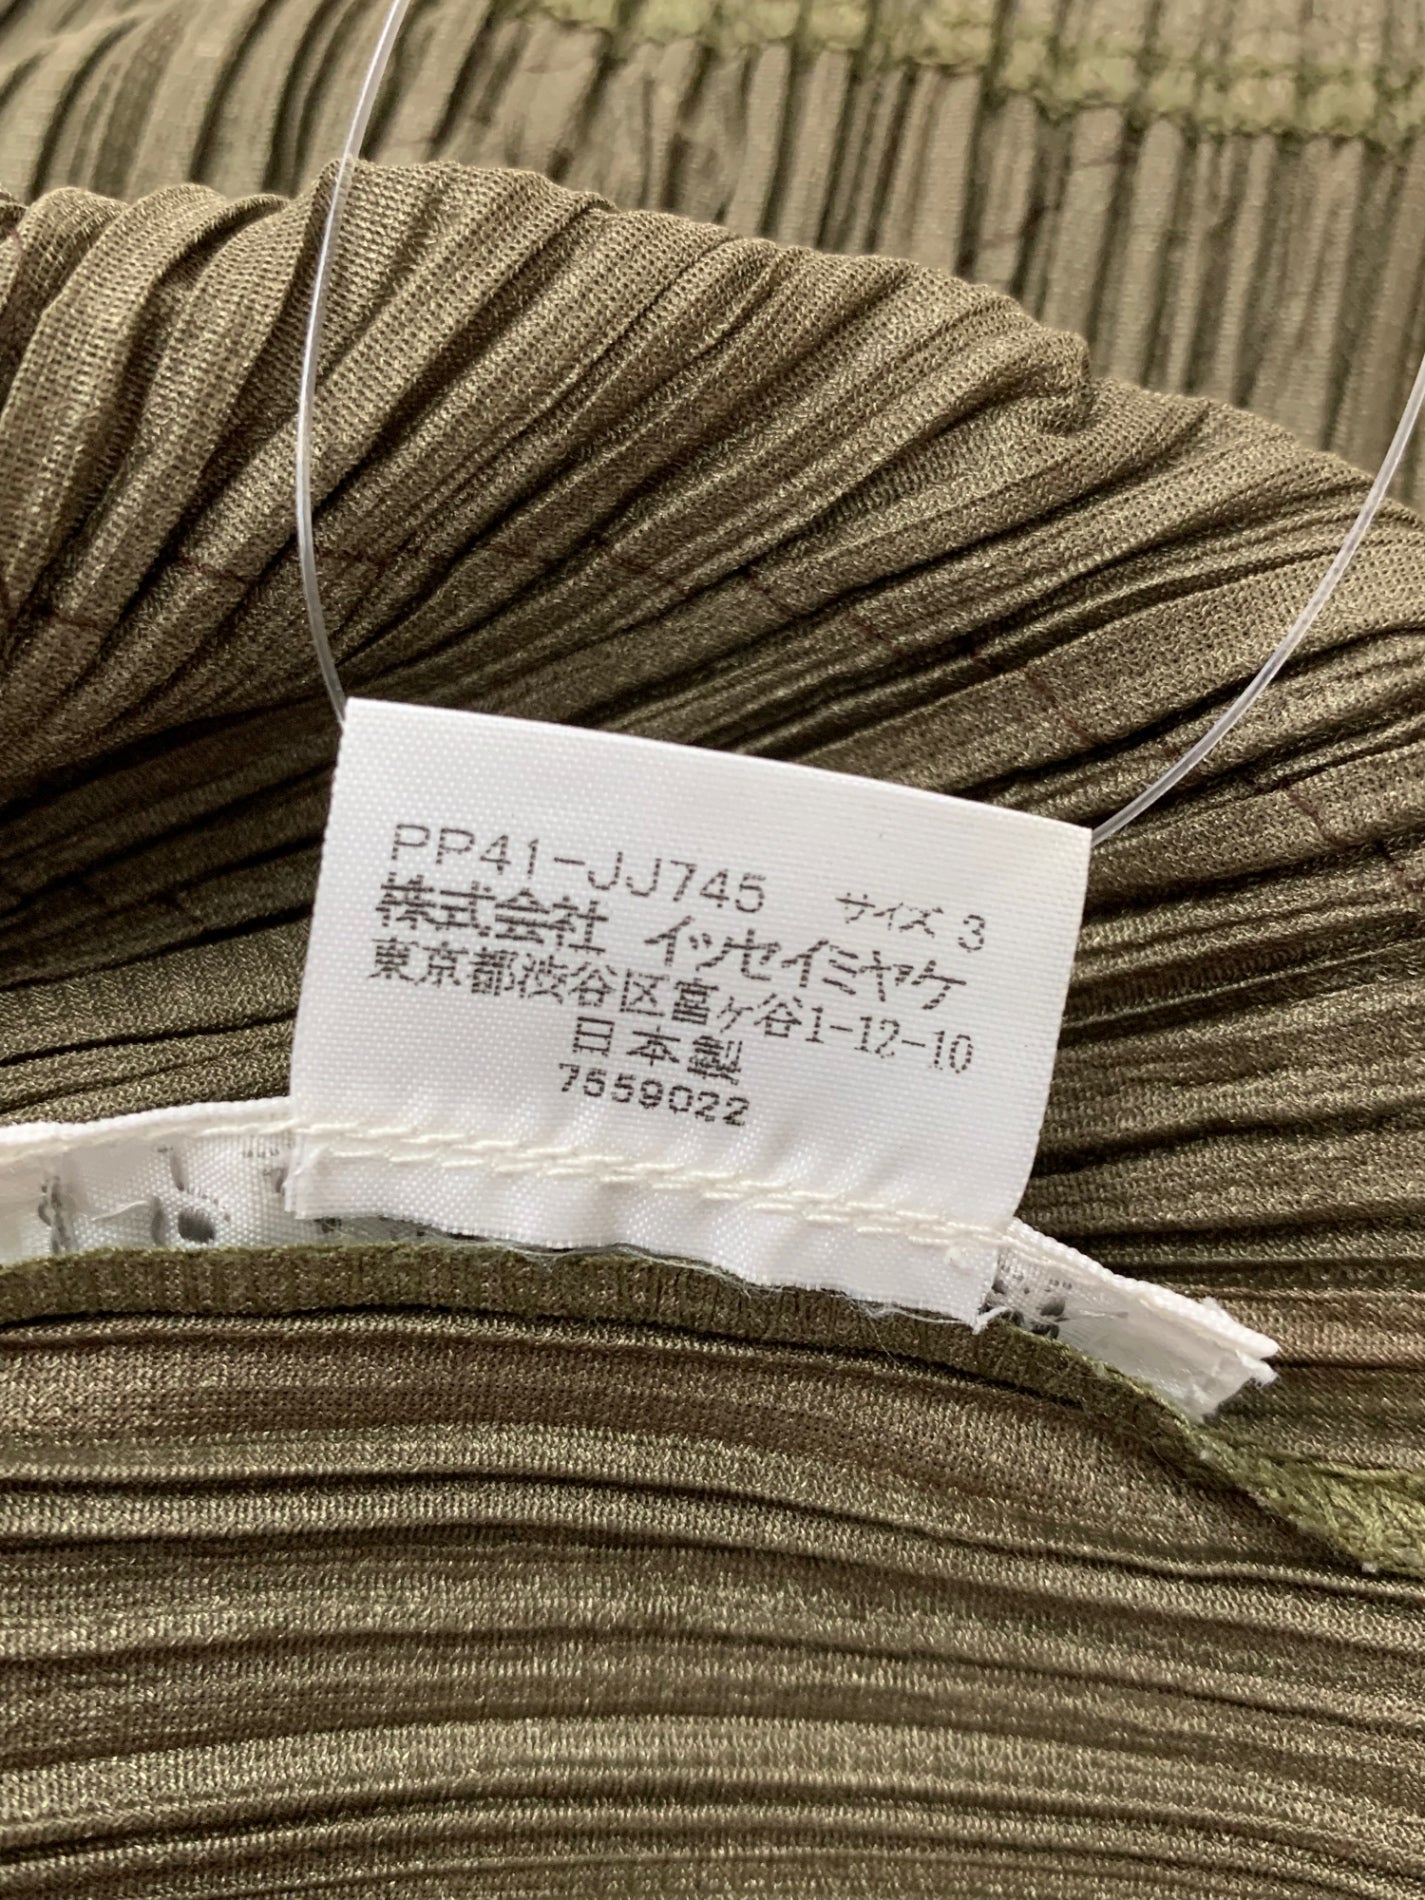 PP41-JJ745 サイズ 3
株式会社 イッセイミヤケ
東京都渋谷区富ヶ谷1-12-10
日本製
7559022